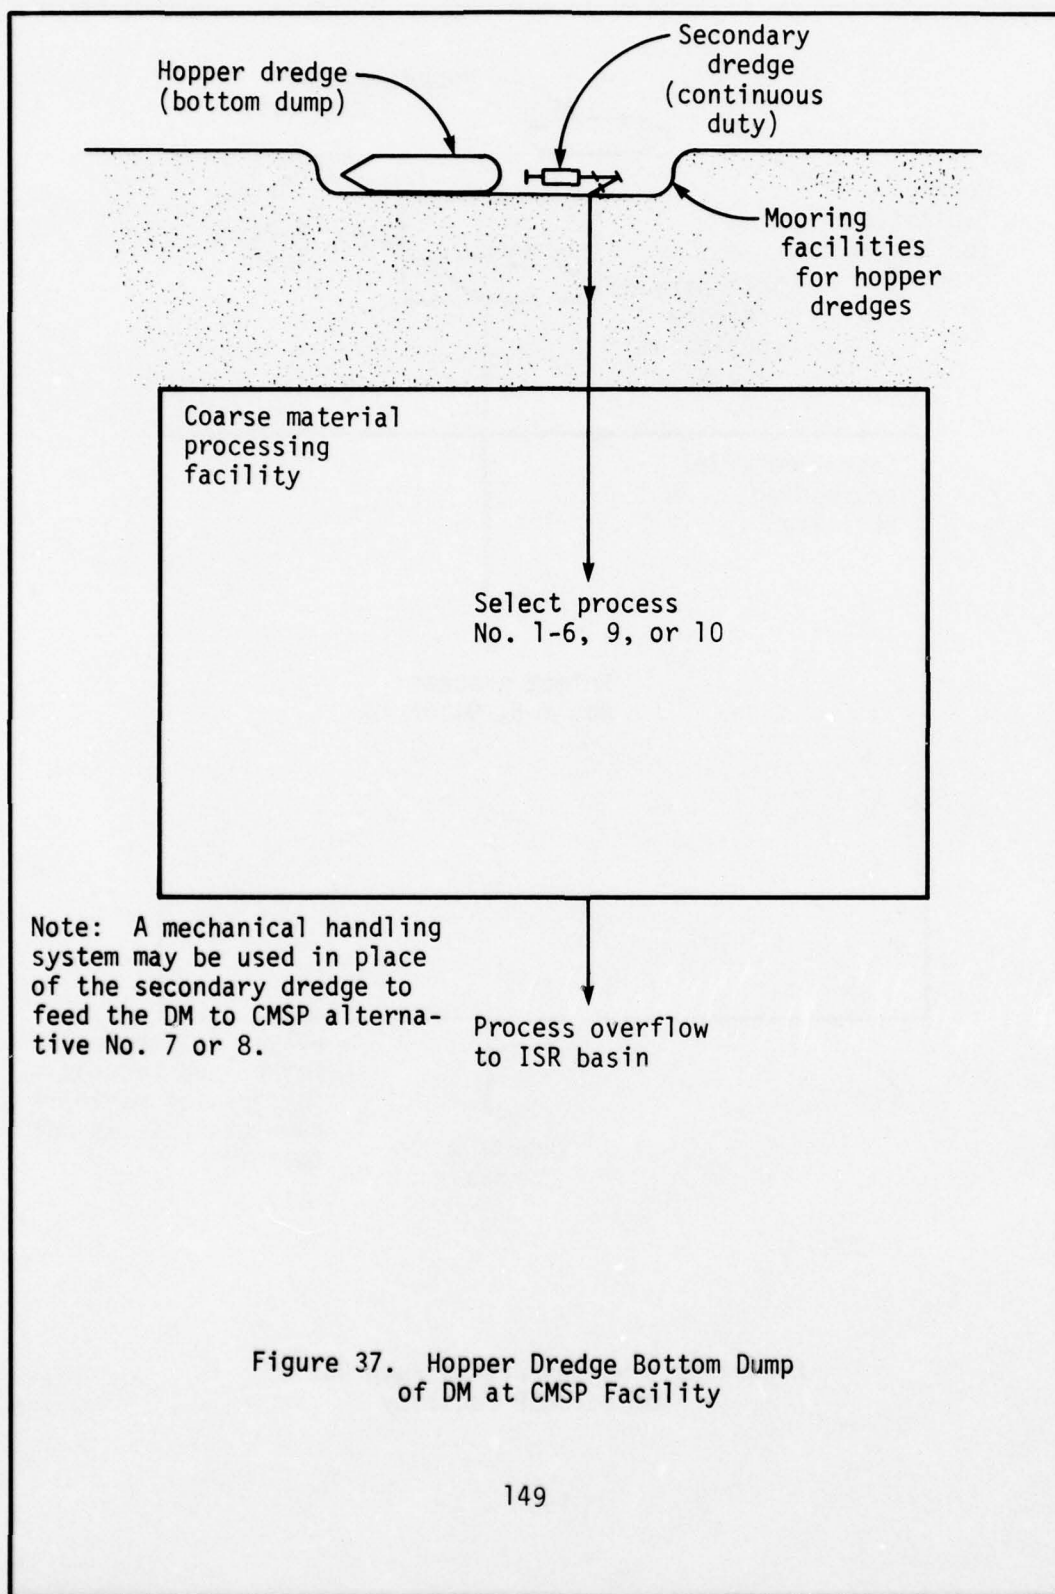 Hopper dredge
(bottom dump)
Secondary
dredge
(continuous
duty)
Mooring
facilities
for hopper
dredges
Coarse material
processing
facility
Select process
No. 1-6, 9, or 10
Note: A mechanical handling
system may be used in place
of the secondary dredge to
feed the DM to CMSP alterna-
tive No. 7 or 8.
Process overflow
to ISR basin
Figure 37. Hopper Dredge Bottom Dump
of DM at CMSP Facility
149